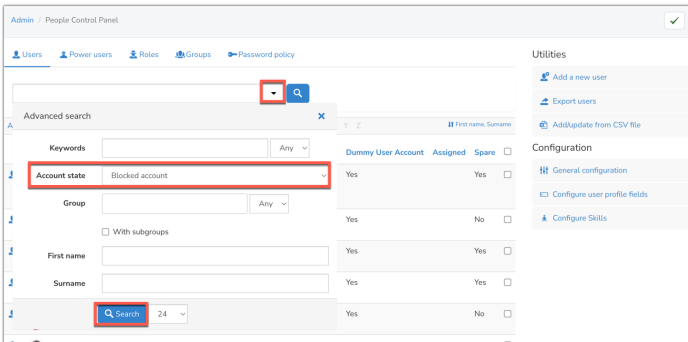 Admin / People Control Panel
Users Power users Roles Groups Password policy
Advanced search
Keywords Any
Account state Blocked account
Group Any
With subgroups
First name
Surname
Search 24
A Y Z First name, Surname
Dummy User Account Assigned Spare
Yes Yes
Yes No
Yes Yes
Yes Yes
Yes No
Utilities
Add a new user
Export users
Add/update from CSV file
Configuration
General configuration
Configure user profile fields
Configure Skills